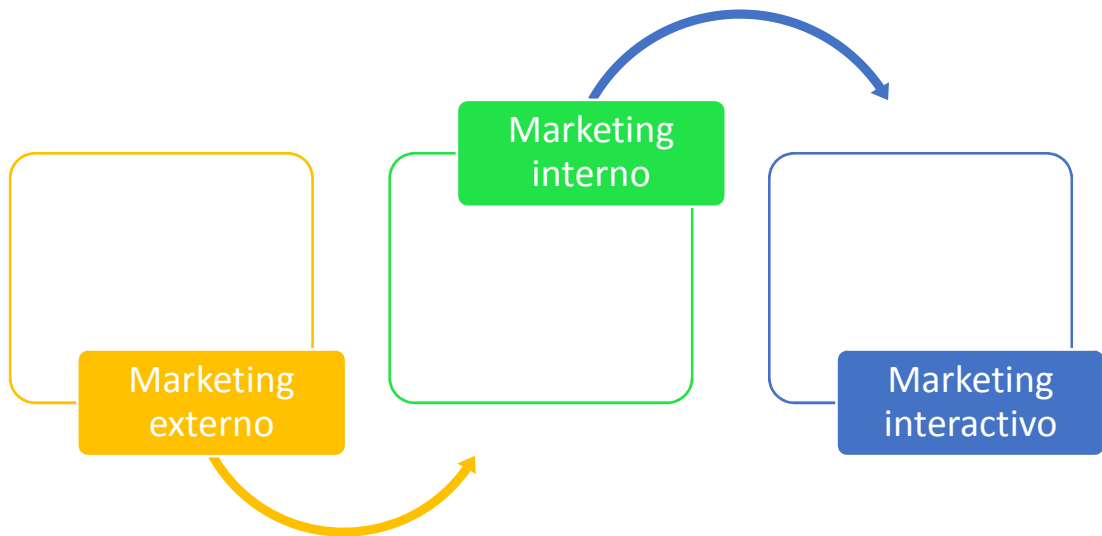 Marketing
externo
Marketing
interno
Marketing
interactivo